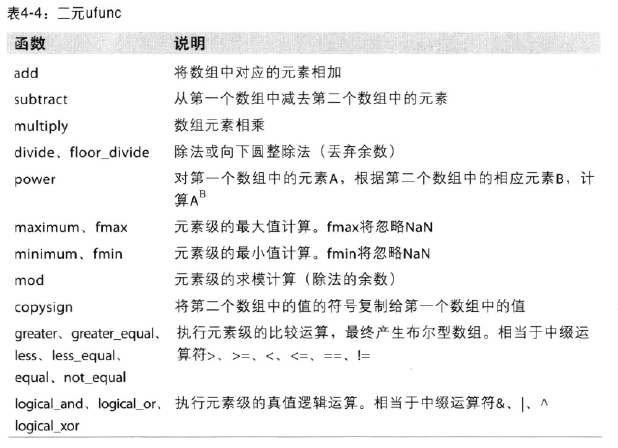 表4-4：二元ufunc
函数 说明
add 将数组中对应的元素相加
subtract 从第一个数组中减去第二个数组中的元素
multiply 数组元素相乘
divide、floor_divide 除法或向下圆整除法（丢弃余数）
power 对第一个数组中的元素A，根据第二个数组中的相应元素B，计
算Aᴮ
maximum、fmax 元素级的最大值计算。fmax将忽略NaN
minimum、fmin 元素级的最小值计算。fmin将忽略NaN
mod 元素级的求模计算（除法的余数）
copysign 将第二个数组中的值的符号复制给第一个数组中的值
greater、greater_equal、 执行元素级的比较运算，最终产生布尔型数组。相当于中缀运
less、less_equal、 算符>、>=、<、<=、==、!=
equal、not_equal
logical_and、logical_or、 执行元素级的真值逻辑运算。相当于中缀运算符&、|、^
logical_xor